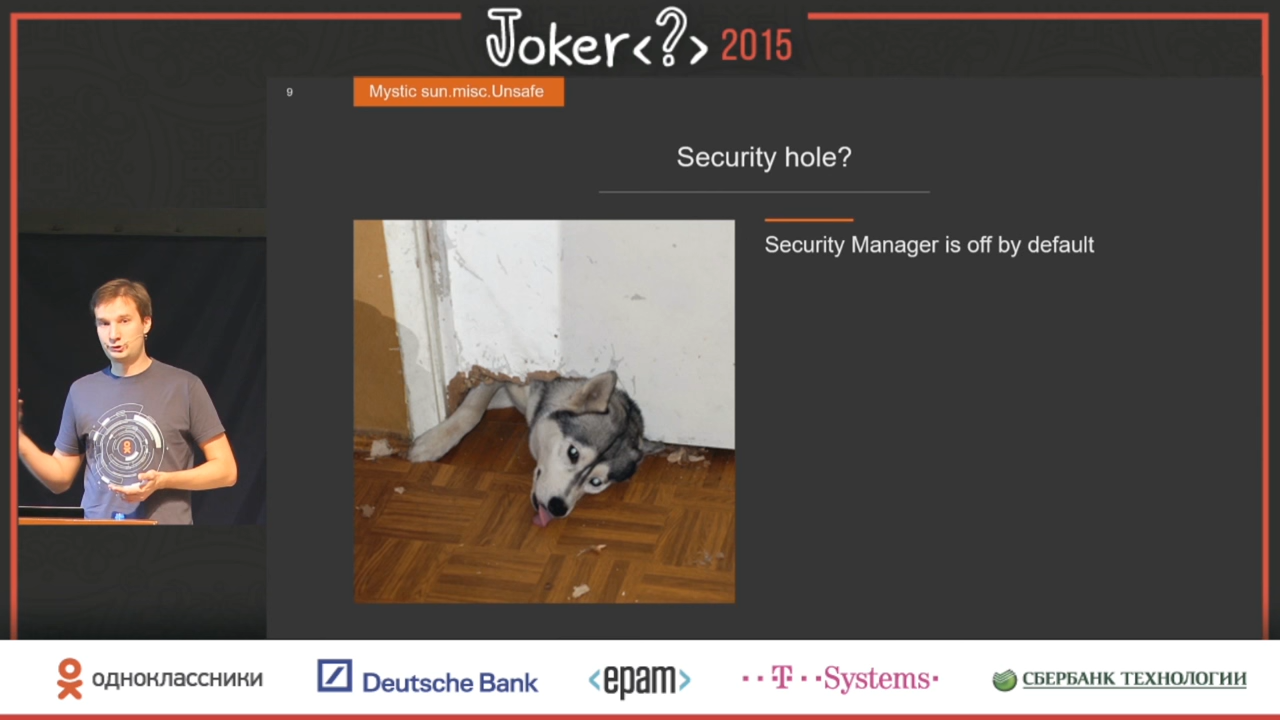 Joker<?> 2015
9
Mystic sun.misc.Unsafe
Security hole?
Security Manager is off by default
одноклассники
Deutsche Bank
<epam>
T Systems
СБЕРБАНК ТЕХНОЛОГИИ